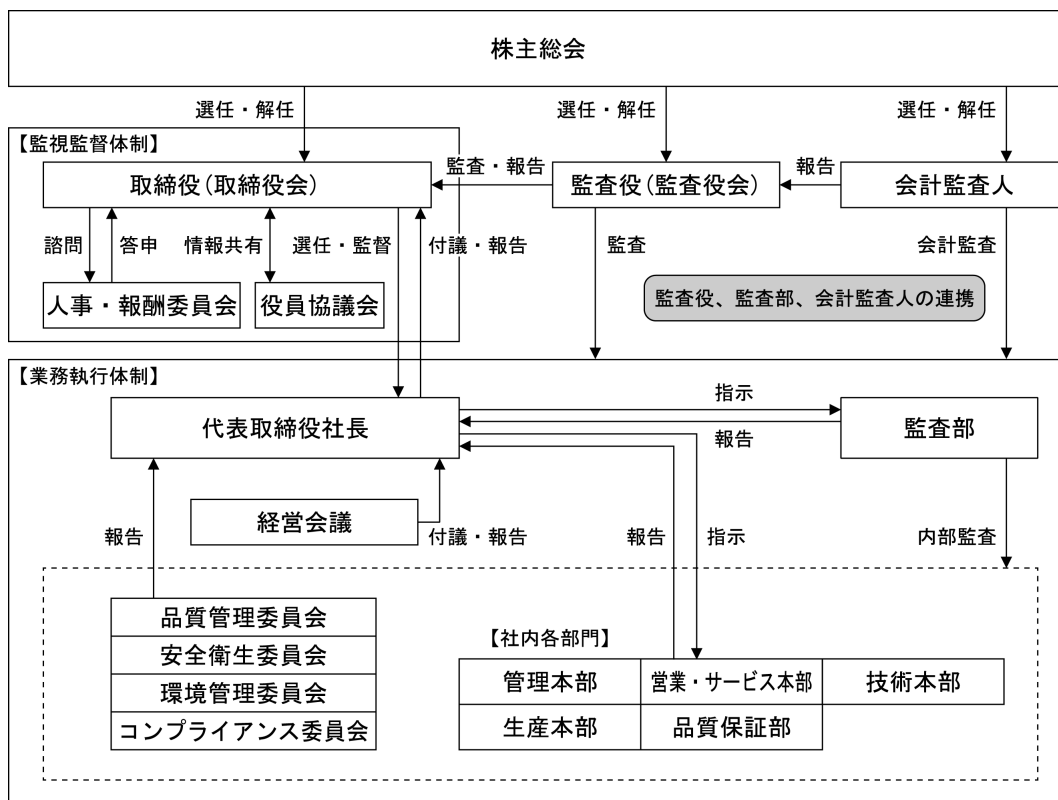 株主総会
選任・解任
選任・解任
選任・解任
【監視監督体制】
取締役(取締役会)
監査・報告
監査役(監査役会)
報告
会計監査人
諮問
答申
情報共有
選任・監督
付議・報告
監査
会計監査
人事・報酬委員会
役員協議会
監査役、監査部、会計監査人の連携
【業務執行体制】
代表取締役社長
指示
報告
監査部
経営会議
報告
付議・報告
報告
指示
内部監査
品質管理委員会
安全衛生委員会
環境管理委員会
コンプライアンス委員会
【社内各部門】
管理本部
営業・サービス本部
技術本部
生産本部
品質保証部